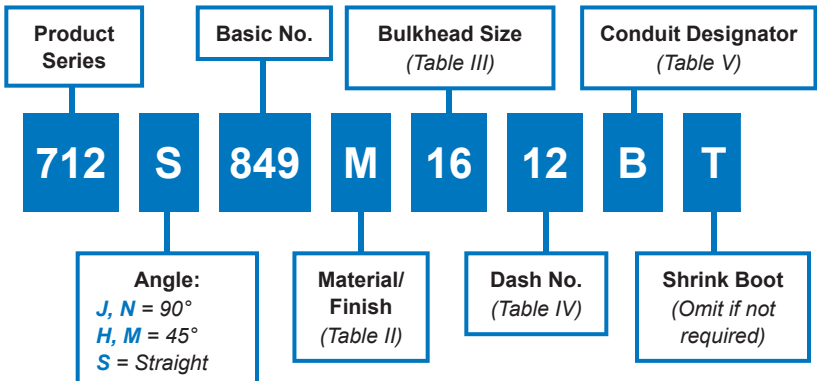 Product
Series
Basic No.
Bulkhead Size
(Table III)
Conduit Designator
(Table V)
712 S 849 M 16 12 B T
Angle:
J, N = 90°
H, M = 45°
S = Straight
Material/
Finish
(Table II)
Dash No.
(Table IV)
Shrink Boot
(Omit if not
required)